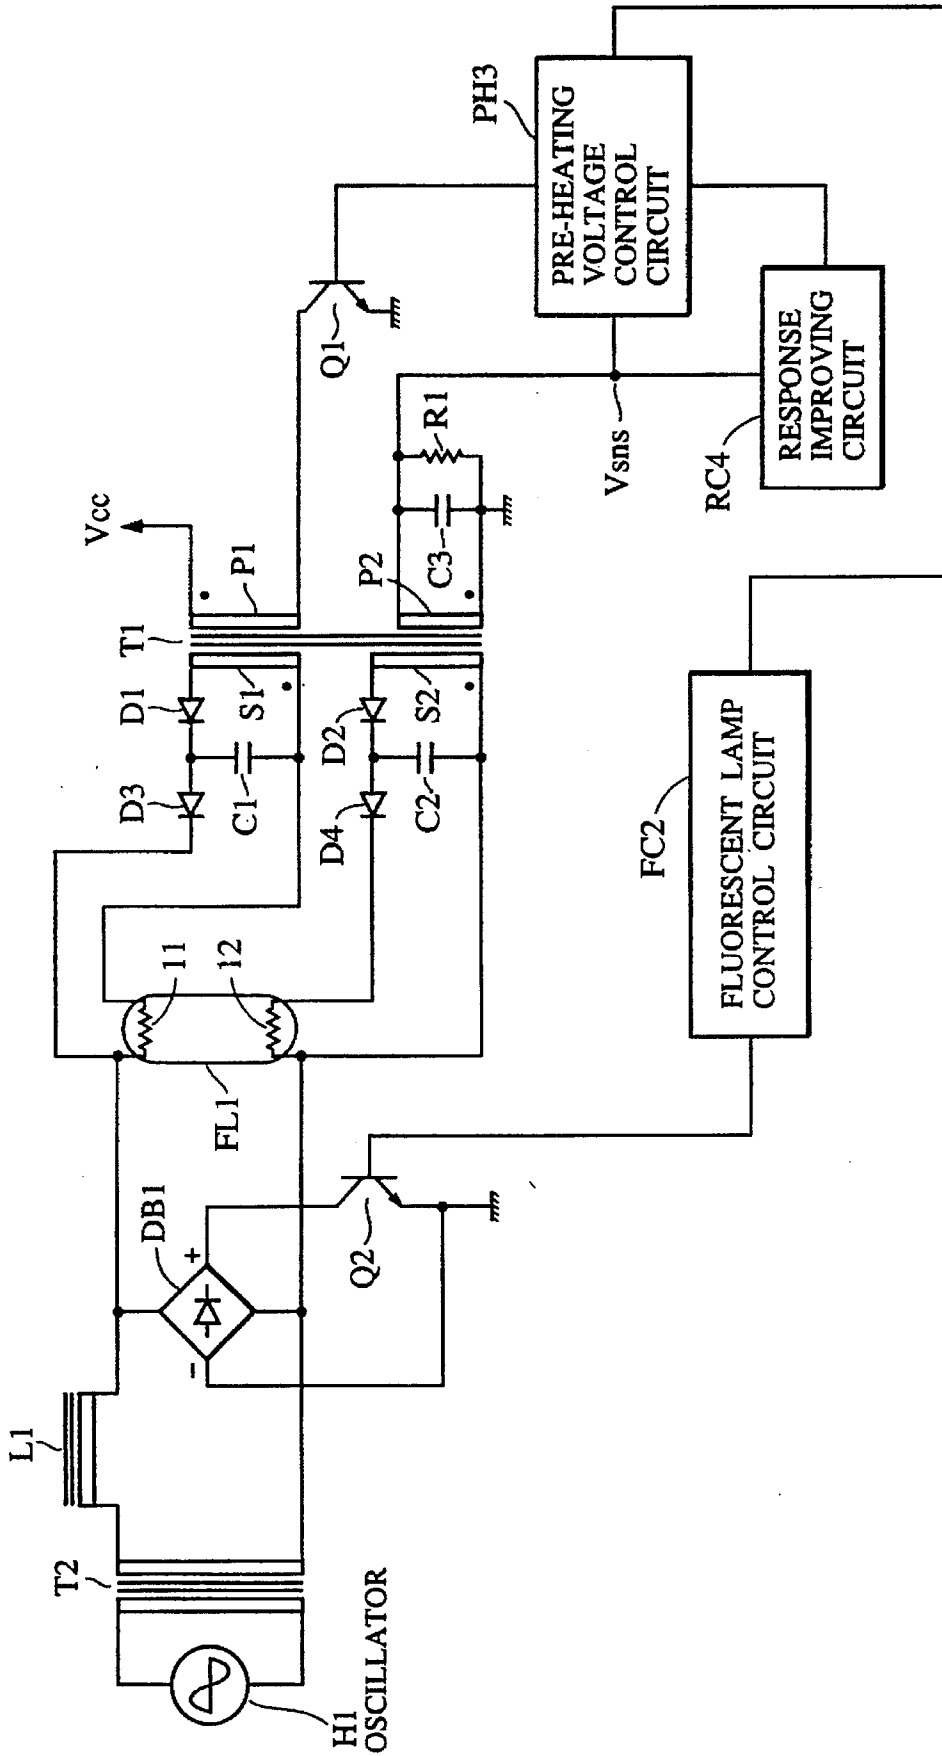 H1
OSCILLATOR
T2
L1
DB1
+
−
Q2
FL1
11
12
D3
D1
C1
S1
D4
D2
C2
S2
T1
Vcc
P1
P2
C3
R1
Q1
Vsns
PH3
PRE-HEATING
VOLTAGE
CONTROL
CIRCUIT
RC4
RESPONSE
IMPROVING
CIRCUIT
FC2
FLUORESCENT LAMP
CONTROL CIRCUIT